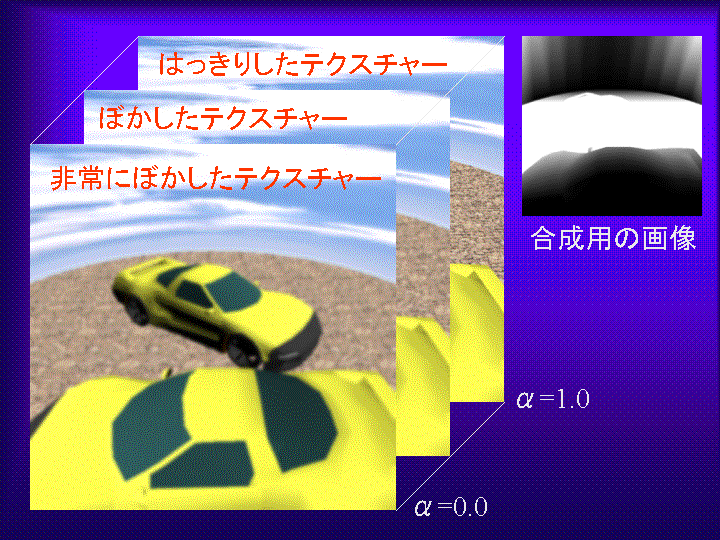 はっきりしたテクスチャー
ぼかしたテクスチャー
非常にぼかしたテクスチャー
合成用の画像
α=1.0
α=0.0